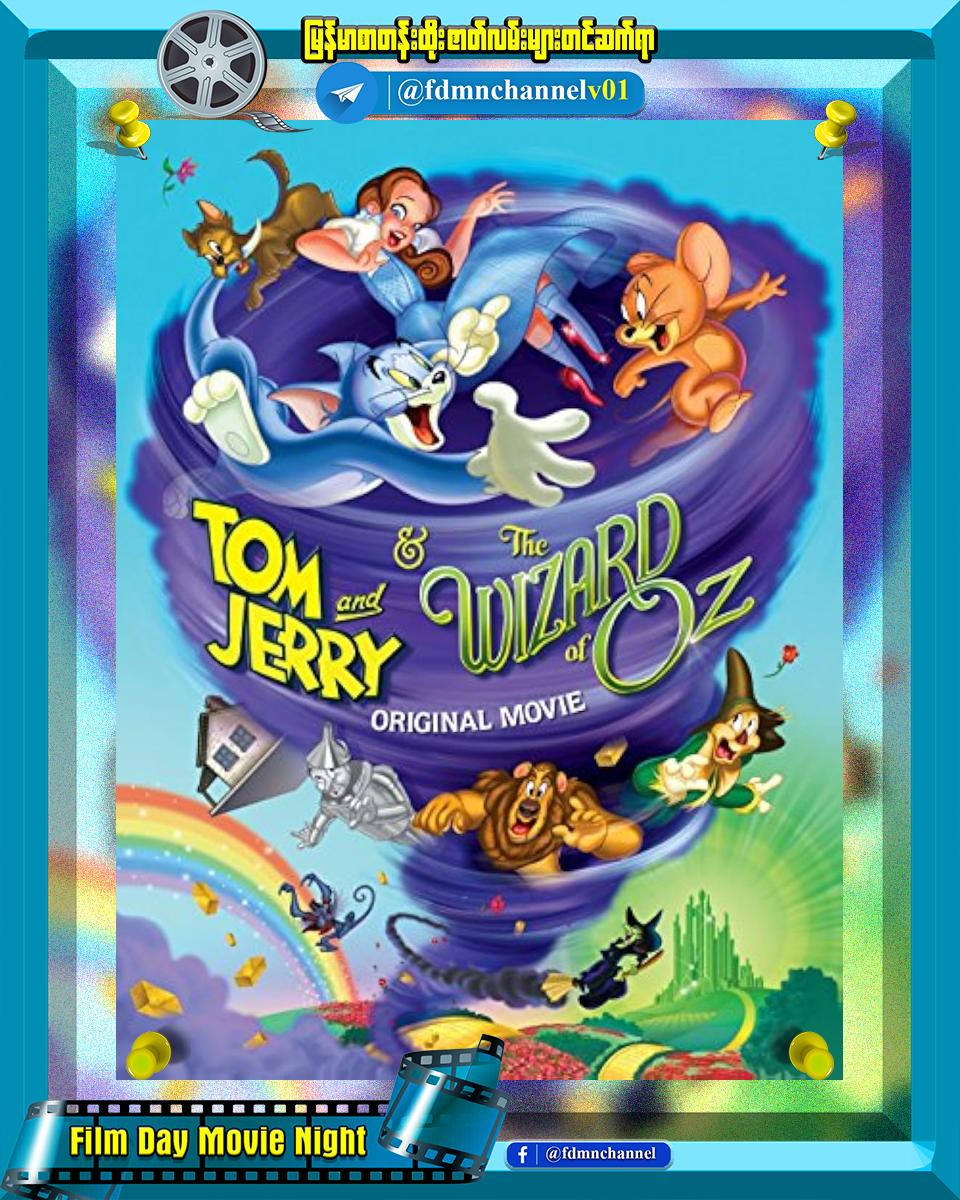 မြန်မာစာတန်းထိုးဇာတ်လမ်းများတင်ဆက်ရာ
@fdmnchannelv01
TOM and JERRY
&
The WIZARD of OZ
ORIGINAL MOVIE
Film Day Movie Night
f @fdmnchannel